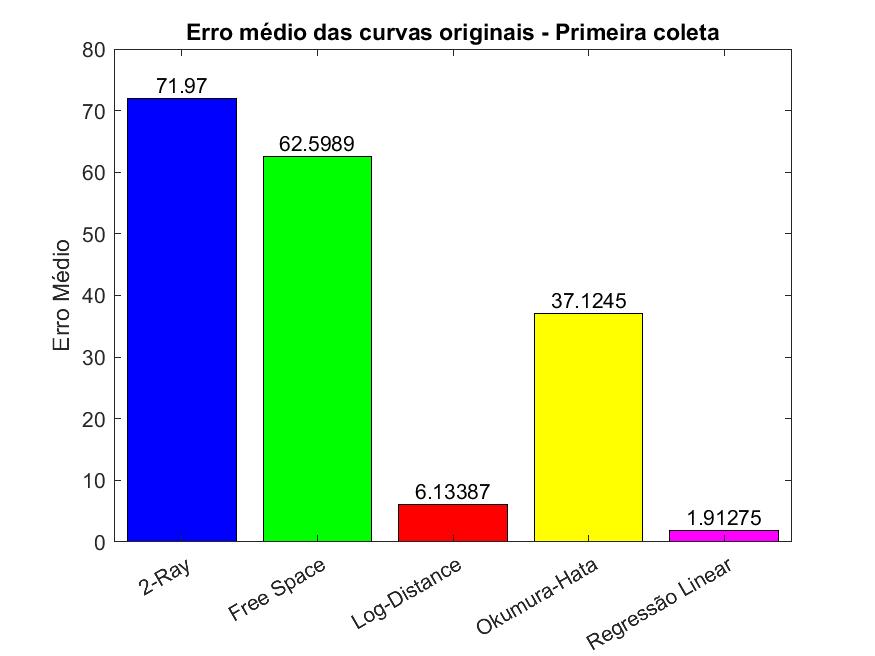 Erro médio das curvas originais - Primeira coleta
80
70
60
50
40
30
20
10
0
Erro Médio
71.97
62.5989
6.13387
37.1245
1.91275
2-Ray
Free Space
Log-Distance
Okumura-Hata
Regressão Linear